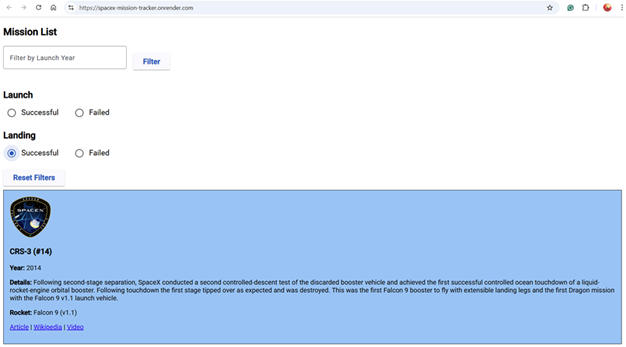 https://spacex-mission-tracker.onrender.com
Mission List
Filter by Launch Year
Filter
Launch
Successful
Failed
Landing
Successful
Failed
Reset Filters
SPACEX
CRS-3 (#14)
Year: 2014
Details: Following second-stage separation, SpaceX conducted a second controlled-descent test of the discarded booster vehicle and achieved the first successful controlled ocean touchdown of a liquid-
rocket-engine orbital booster. Following touchdown the first stage tipped over as expected and was destroyed. This was the first Falcon 9 booster to fly with extensible landing legs and the first Dragon mission
with the Falcon 9 v1.1 launch vehicle.
Rocket: Falcon 9 (v1.1)
Article | Wikipedia | Video